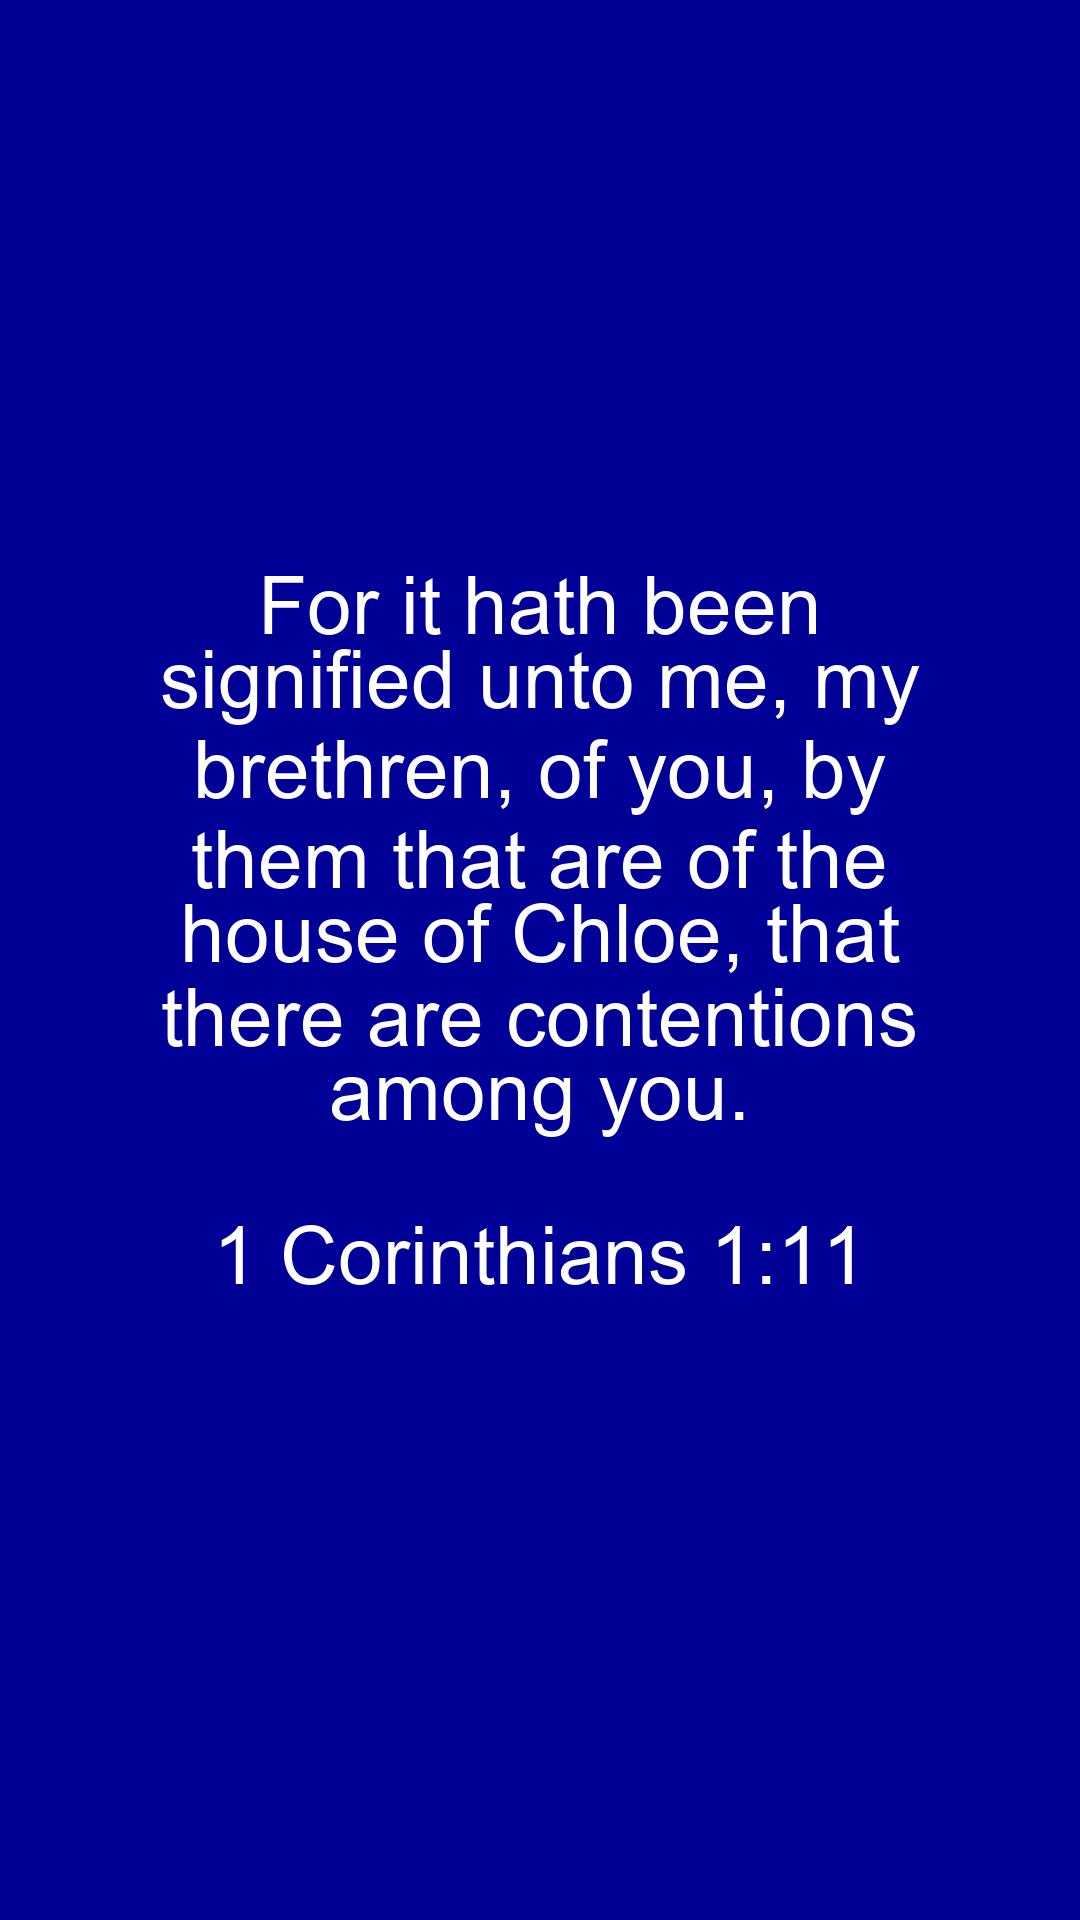 For it hath been
signified unto me, my
brethren, of you, by
them that are of the
house of Chloe, that
there are contentions
among you.
1 Corinthians 1:11